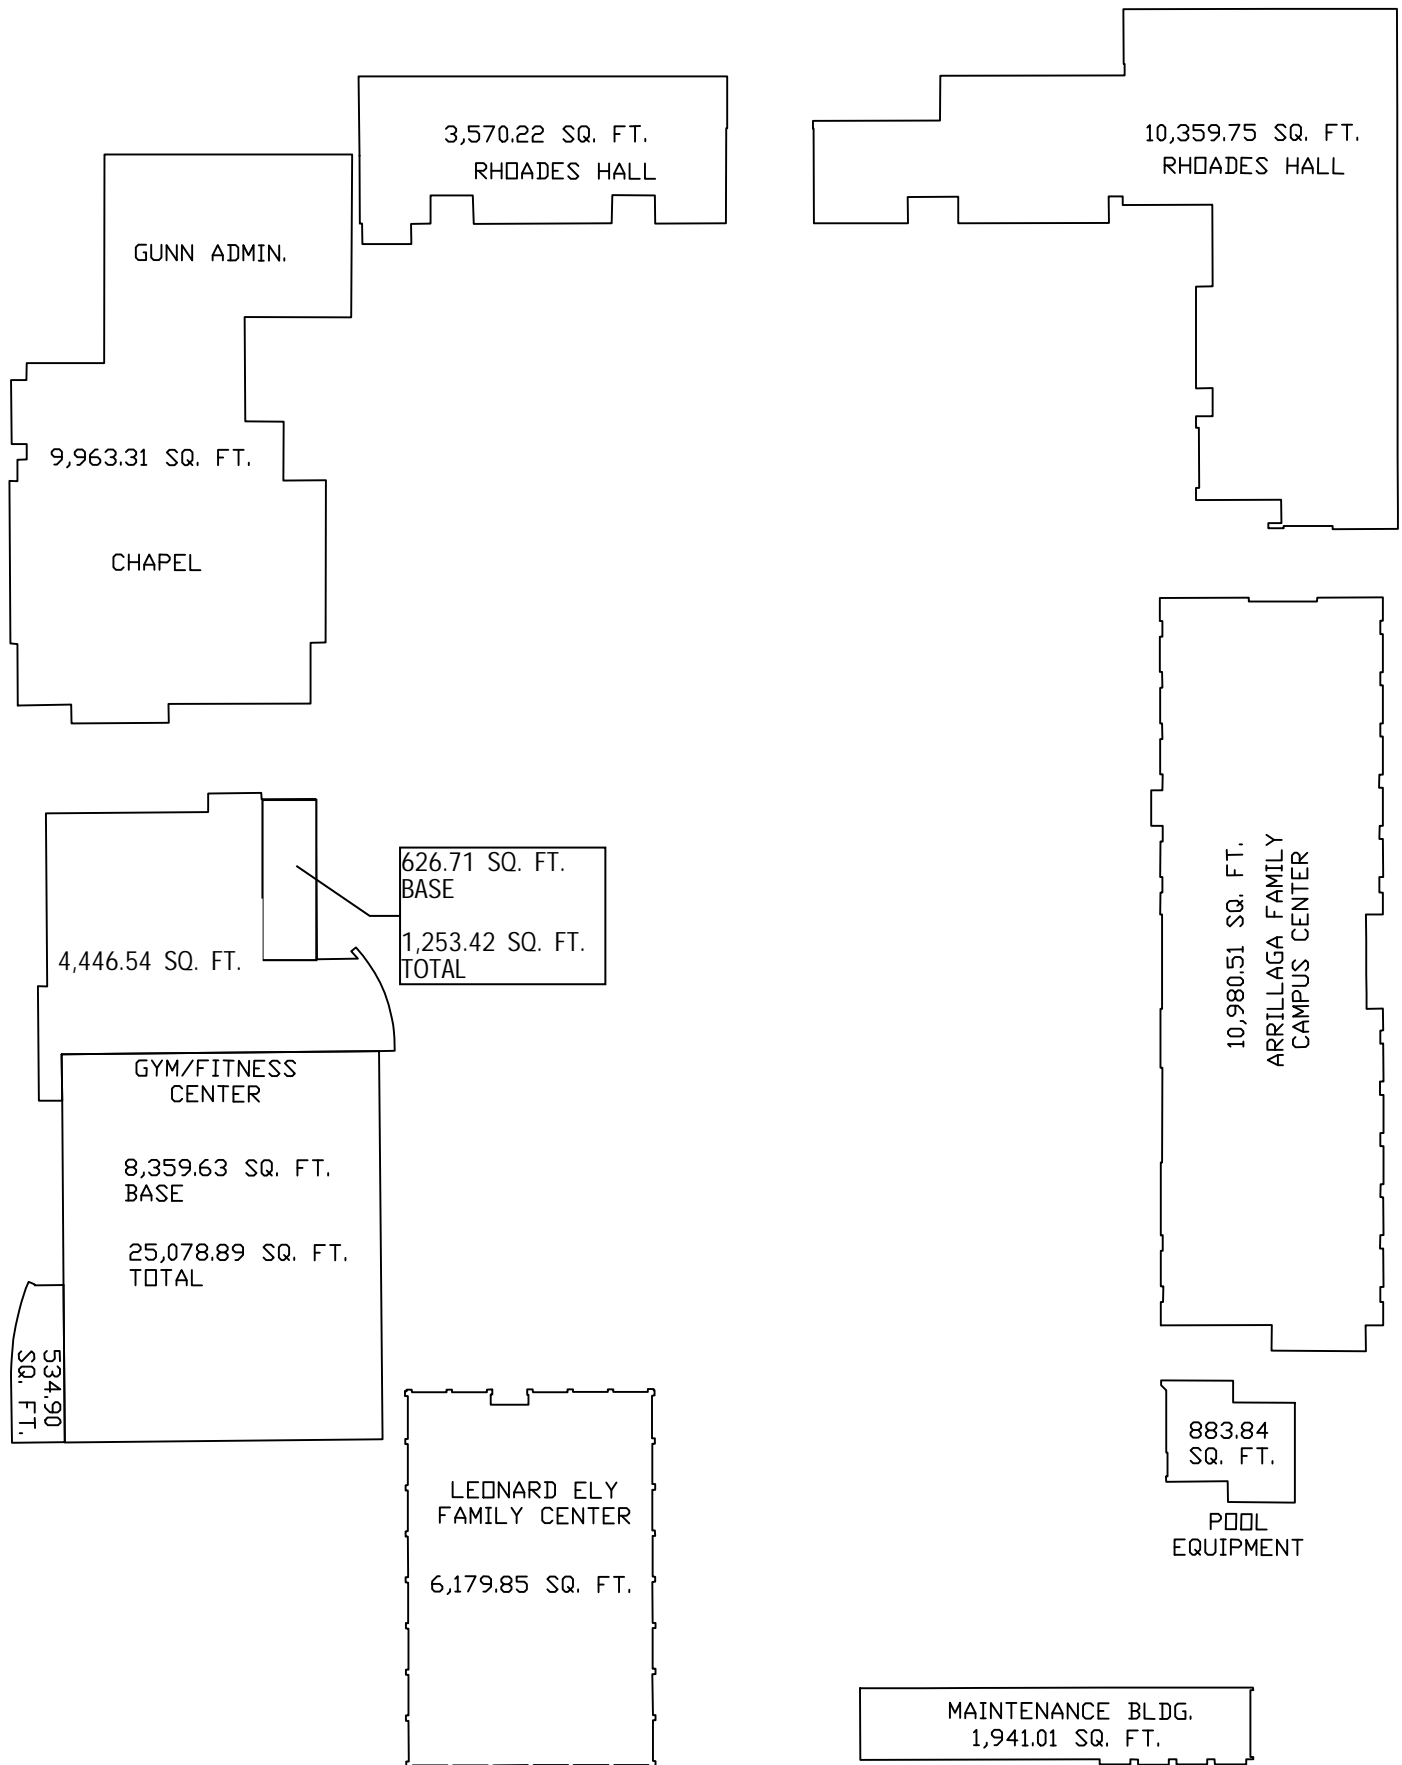 3,570.22 SQ. FT.
RHOADES HALL
10,359.75 SQ. FT.
RHOADES HALL
GUNN ADMIN.
9,963.31 SQ. FT.
CHAPEL
626.71 SQ. FT.
BASE
1,253.42 SQ. FT.
TOTAL
4,446.54 SQ. FT.
GYM/FITNESS
CENTER
8,359.63 SQ. FT.
BASE
25,078.89 SQ. FT.
TOTAL
534.90
SQ. FT.
10,980.51 SQ. FT.
ARRILLAGA FAMILY
CAMPUS CENTER
883.84
SQ. FT.
POOL
EQUIPMENT
LEONARD ELY
FAMILY CENTER
6,179.85 SQ. FT.
MAINTENANCE BLDG.
1,941.01 SQ. FT.